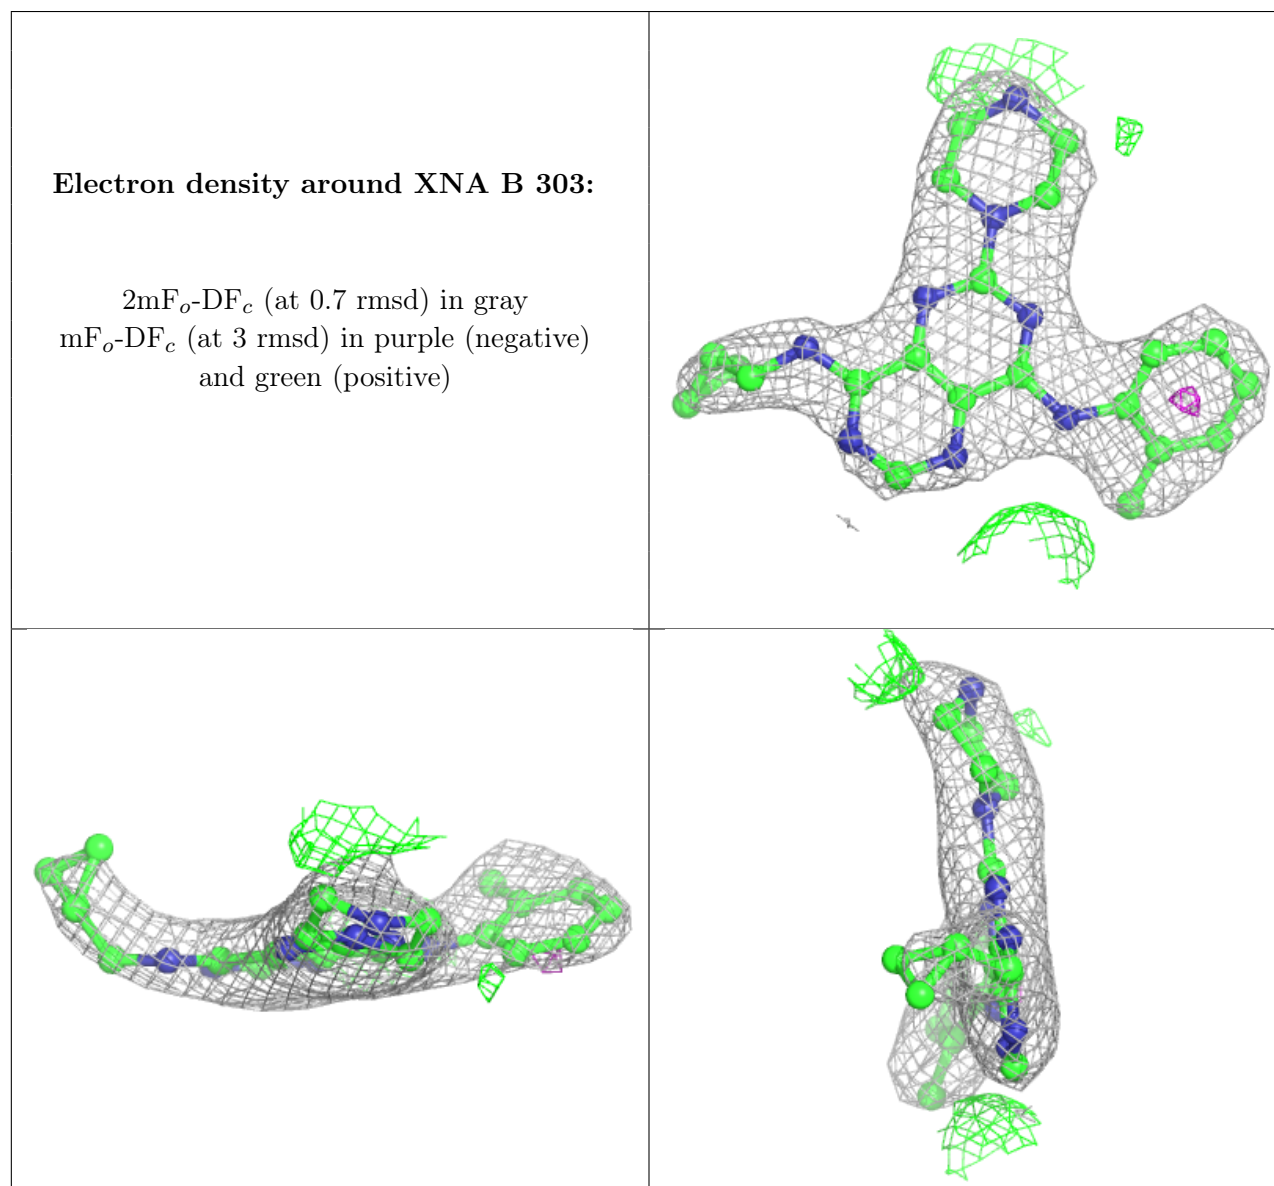 Electron density around XNA B 303:
2mFo-DFc (at 0.7 rmsd) in gray
mFo-DFc (at 3 rmsd) in purple (negative)
and green (positive)